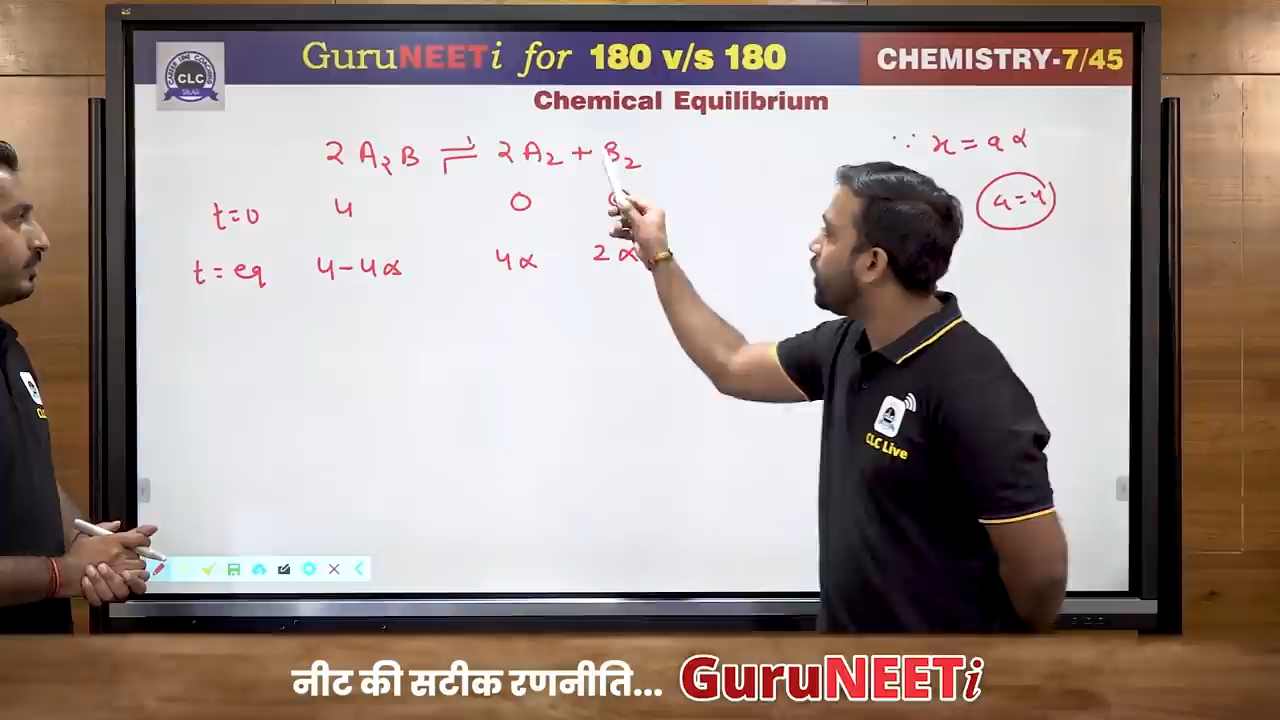 GuruNEETi for 180 v/s 180
CHEMISTRY-7/45
CLC
SIKAR
Chemical Equilibrium
2 A₂B ⇌ 2 A₂ + B₂
∵ x = aα
t=0 4 0
a=4
t=eq 4-4α 4α 2α
CLC Live
नीट की सटीक रणनीति... GuruNEETi